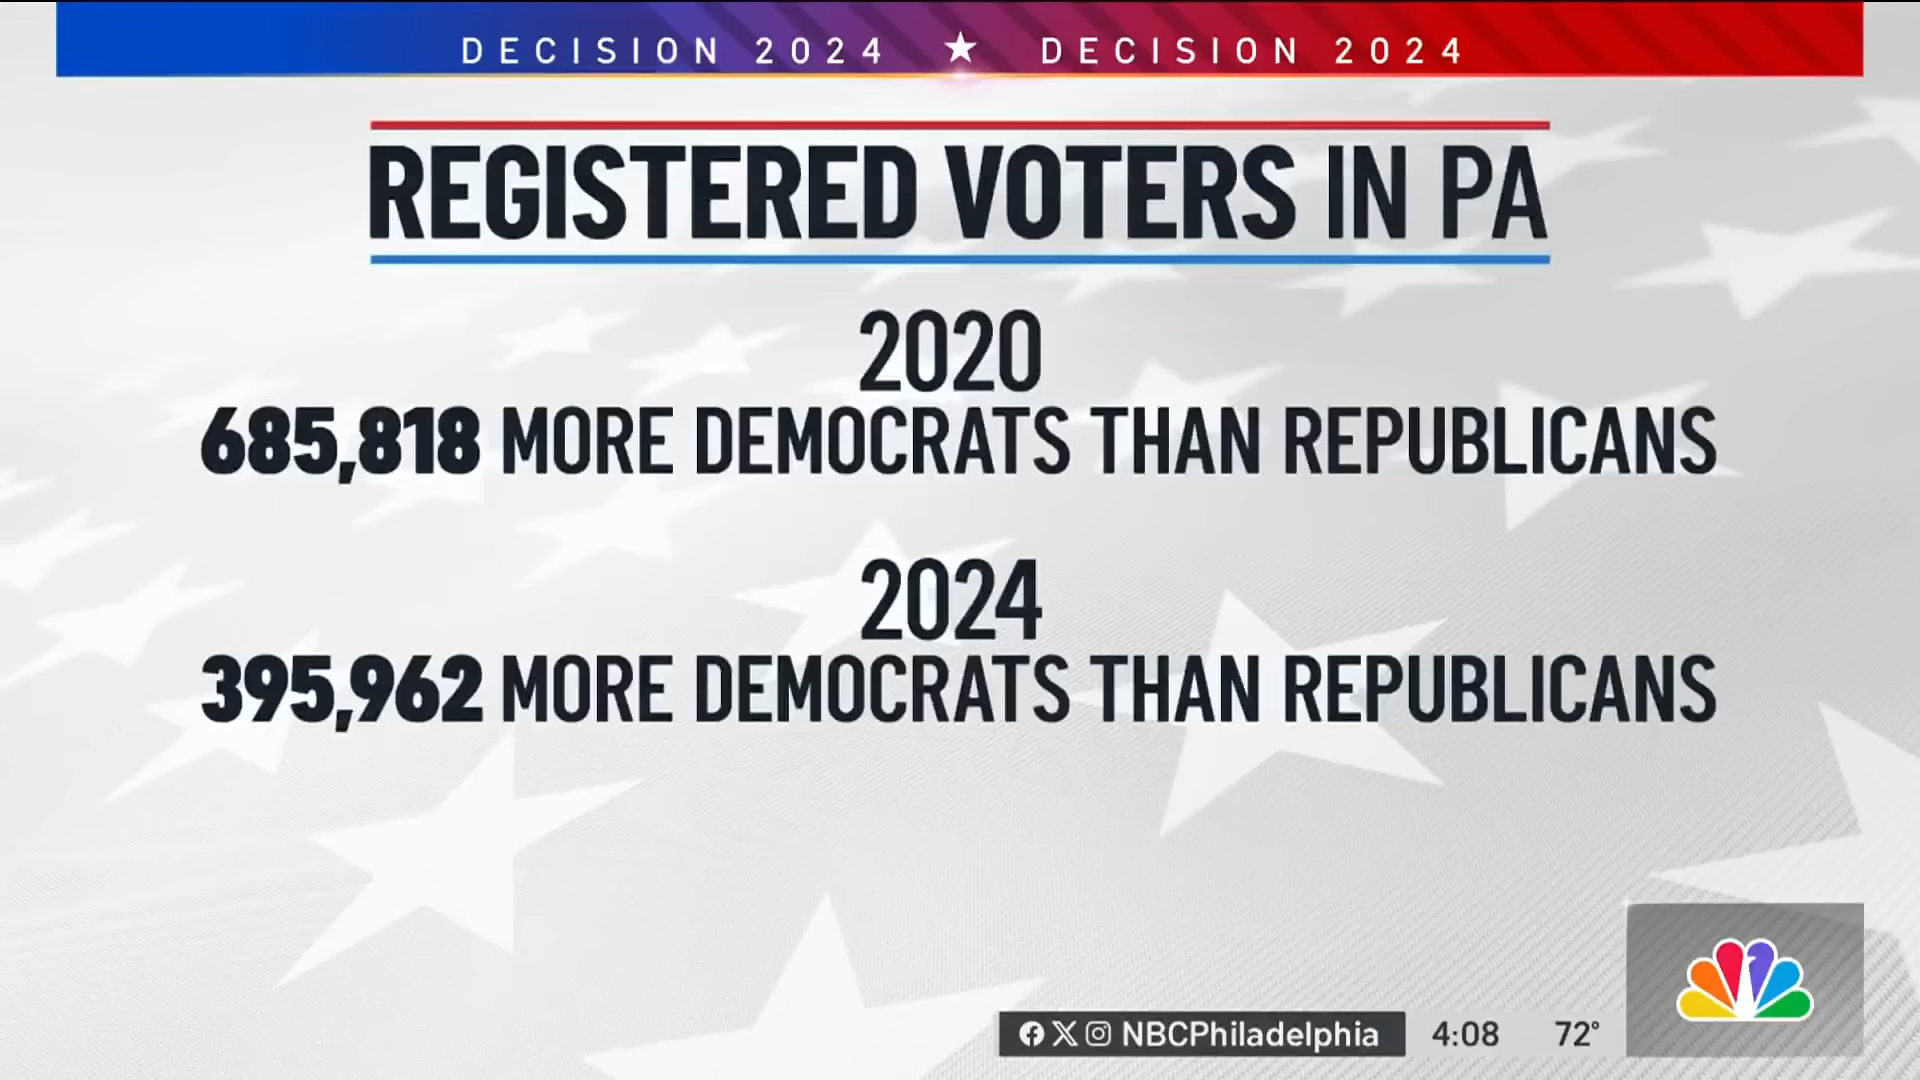 DECISION 2024 ★ DECISION 2024
REGISTERED VOTERS IN PA
2020
685,818 MORE DEMOCRATS THAN REPUBLICANS
2024
395,962 MORE DEMOCRATS THAN REPUBLICANS
NBCPhiladelphia 4:08 72°